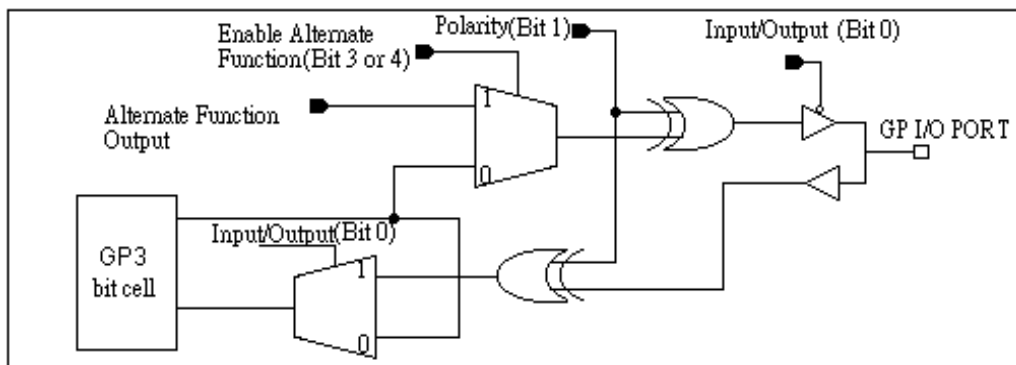 Enable Alternate
Function(Bit 3 or 4)
Polarity(Bit 1)
Input/Output (Bit 0)
Alternate Function
Output
1
0
GP I/O PORT
GP3
bit cell
Input/Output(Bit 0)
1
0